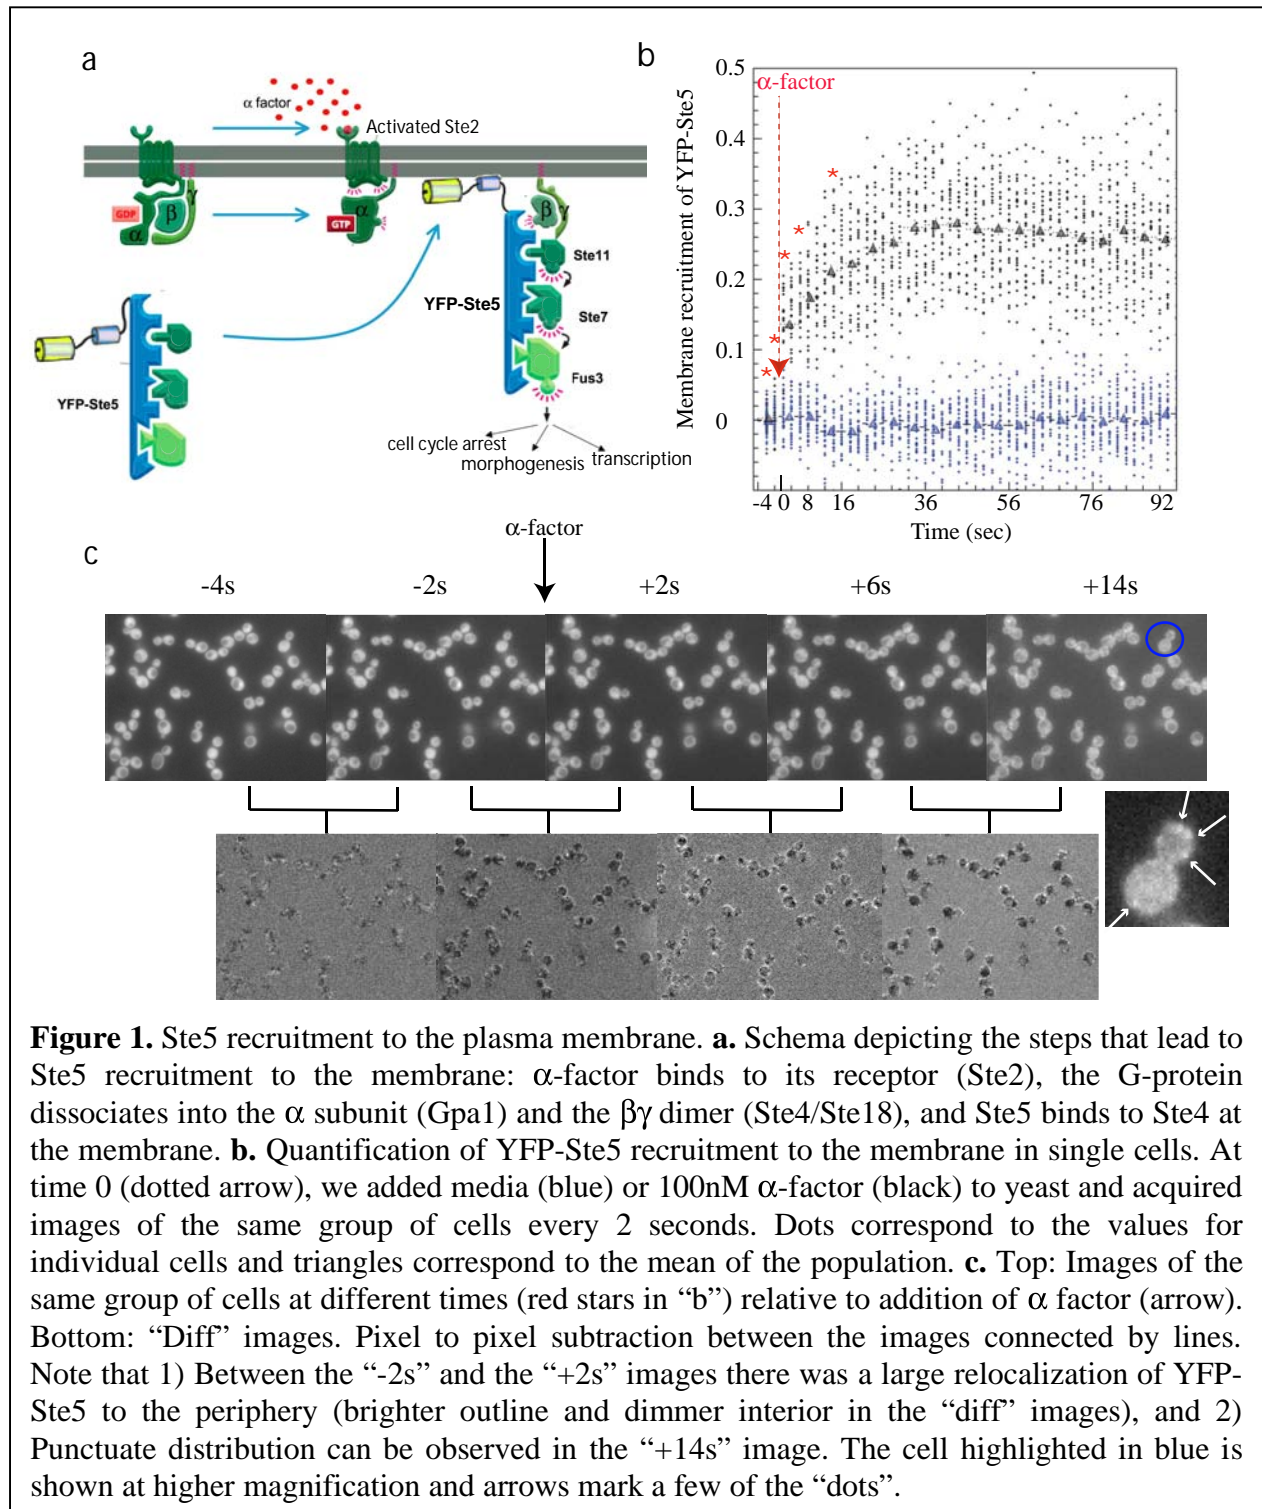 a
α factor
Activated Ste2
GDP
α
β
γ
GTP
α
β
γ
Ste11
YFP-Ste5
Ste7
Fus3
YFP-Ste5
cell cycle arrest
morphogenesis
transcription
b
Membrane recruitment of YFP-Ste5
0.5
0.4
0.3
0.2
0.1
0
α-factor
*
*
*
*
*
-4 0 8 16 36 56 76 92
Time (sec)
c
α-factor
-4s -2s +2s +6s +14s
Figure 1. Ste5 recruitment to the plasma membrane. a. Schema depicting the steps that lead to
Ste5 recruitment to the membrane: α-factor binds to its receptor (Ste2), the G-protein
dissociates into the α subunit (Gpa1) and the βγ dimer (Ste4/Ste18), and Ste5 binds to Ste4 at
the membrane. b. Quantification of YFP-Ste5 recruitment to the membrane in single cells. At
time 0 (dotted arrow), we added media (blue) or 100nM α-factor (black) to yeast and acquired
images of the same group of cells every 2 seconds. Dots correspond to the values for
individual cells and triangles correspond to the mean of the population. c. Top: Images of the
same group of cells at different times (red stars in “b”) relative to addition of α factor (arrow).
Bottom: “Diff” images. Pixel to pixel subtraction between the images connected by lines.
Note that 1) Between the “-2s” and the “+2s” images there was a large relocalization of YFP-
Ste5 to the periphery (brighter outline and dimmer interior in the “diff” images), and 2)
Punctuate distribution can be observed in the “+14s” image. The cell highlighted in blue is
shown at higher magnification and arrows mark a few of the “dots”.